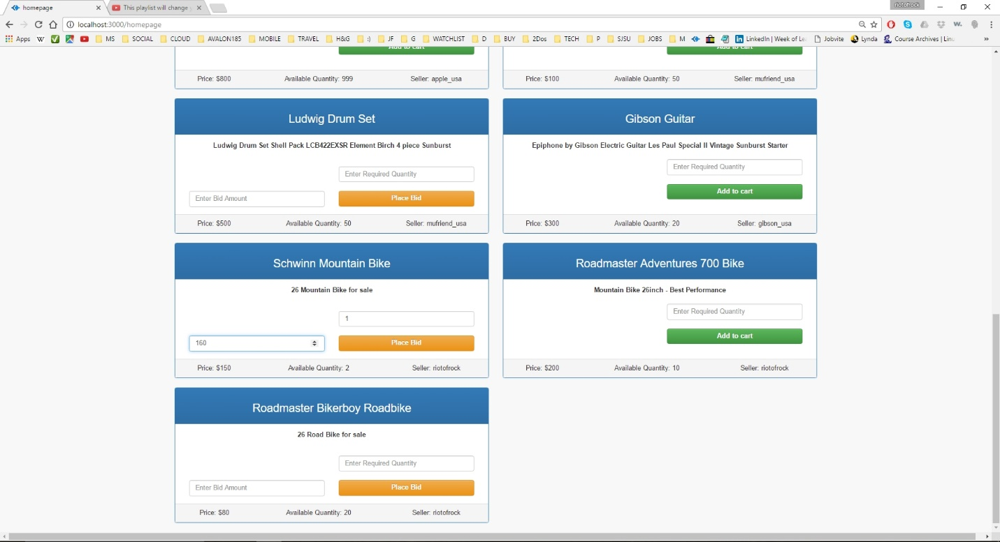 homepage
This playlist will change
riotofrock
localhost:3000/homepage
Apps W MS SOCIAL CLOUD AVALON185 MOBILE TRAVEL H&G :) JF G WATCHLIST D BUY 2Dos TECH P SJSU JOBS M LinkedIn | Week of Le Jobvite Lynda Course Archives | Linu »
Add to cart Add to cart
Price: $800 Available Quantity: 999 Seller: apple_usa
Price: $100 Available Quantity: 50 Seller: mufriend_usa
Ludwig Drum Set
Ludwig Drum Set Shell Pack LCB422EXSR Element Birch 4 piece Sunburst
Enter Required Quantity
Enter Bid Amount Place Bid
Price: $500 Available Quantity: 50 Seller: mufriend_usa
Gibson Guitar
Epiphone by Gibson Electric Guitar Les Paul Special II Vintage Sunburst Starter
Enter Required Quantity
Add to cart
Price: $300 Available Quantity: 20 Seller: gibson_usa
Schwinn Mountain Bike
26 Mountain Bike for sale
1
160 Place Bid
Price: $150 Available Quantity: 2 Seller: riotofrock
Roadmaster Adventures 700 Bike
Mountain Bike 26inch - Best Performance
Enter Required Quantity
Add to cart
Price: $200 Available Quantity: 10 Seller: riotofrock
Roadmaster Bikerboy Roadbike
26 Road Bike for sale
Enter Required Quantity
Enter Bid Amount Place Bid
Price: $80 Available Quantity: 20 Seller: riotofrock